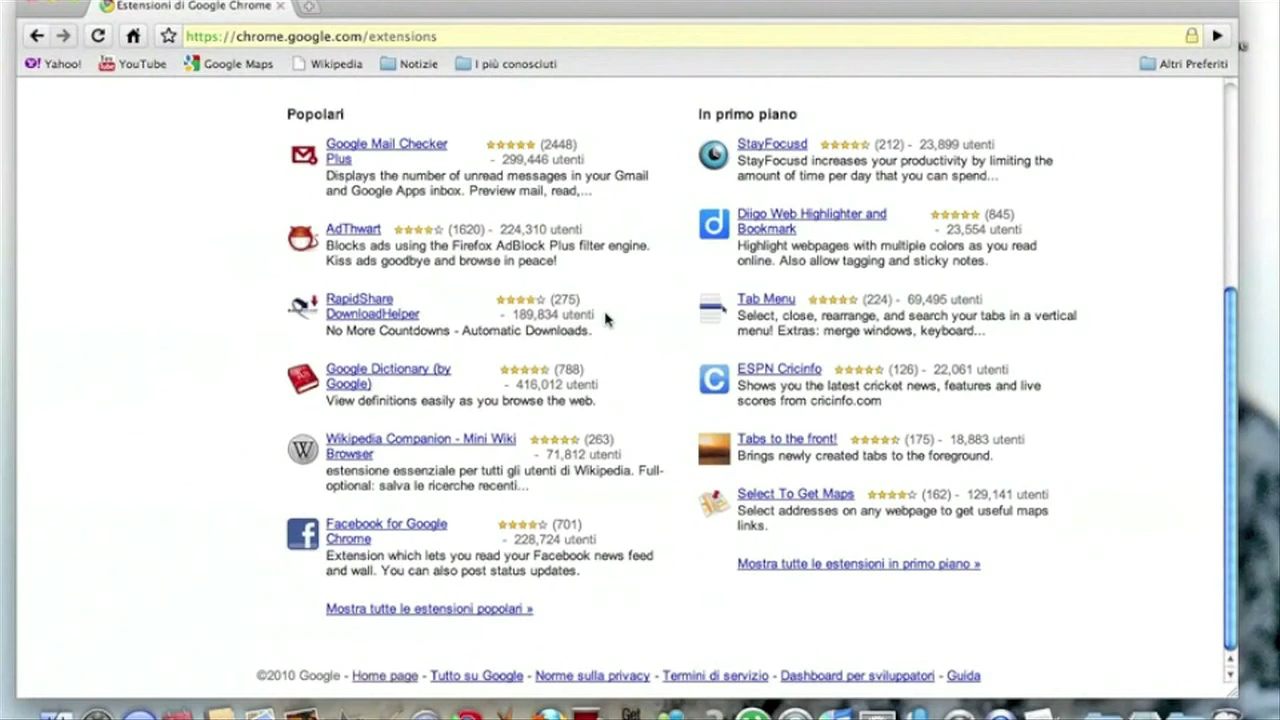 Estensioni di Google Chrome
https://chrome.google.com/extensions
Yahoo! YouTube Google Maps Wikipedia Notizie I più conosciuti Altri Preferiti
Popolari
Google Mail Checker (2448)
Plus - 299,446 utenti
Displays the number of unread messages in your Gmail
and Google Apps inbox. Preview mail, read,...
AdThwart (1620) - 224,310 utenti
Blocks ads using the Firefox AdBlock Plus filter engine.
Kiss ads goodbye and browse in peace!
RapidShare (275)
DownloadHelper - 189,834 utenti
No More Countdowns - Automatic Downloads.
Google Dictionary (by (788)
Google) - 416,012 utenti
View definitions easily as you browse the web.
Wikipedia Companion - Mini Wiki (263)
Browser - 71,812 utenti
estensione essenziale per tutti gli utenti di Wikipedia. Full-
optional: salva le ricerche recenti...
Facebook for Google (701)
Chrome - 228,724 utenti
Extension which lets you read your Facebook news feed
and wall. You can also post status updates.
Mostra tutte le estensioni popolari »
In primo piano
StayFocusd (212) - 23,899 utenti
StayFocusd increases your productivity by limiting the
amount of time per day that you can spend...
Diigo Web Highlighter and (845)
Bookmark - 23,554 utenti
Highlight webpages with multiple colors as you read
online. Also allow tagging and sticky notes.
Tab Menu (224) - 69,495 utenti
Select, close, rearrange, and search your tabs in a vertical
menu! Extras: merge windows, keyboard...
ESPN Cricinfo (126) - 22,061 utenti
Shows you the latest cricket news, features and live
scores from cricinfo.com
Tabs to the front! (175) - 18,883 utenti
Brings newly created tabs to the foreground.
Select To Get Maps (162) - 129,141 utenti
Select addresses on any webpage to get useful maps
links.
Mostra tutte le estensioni in primo piano »
©2010 Google - Home page - Tutto su Google - Norme sulla privacy - Termini di servizio - Dashboard per sviluppatori - Guida
Get